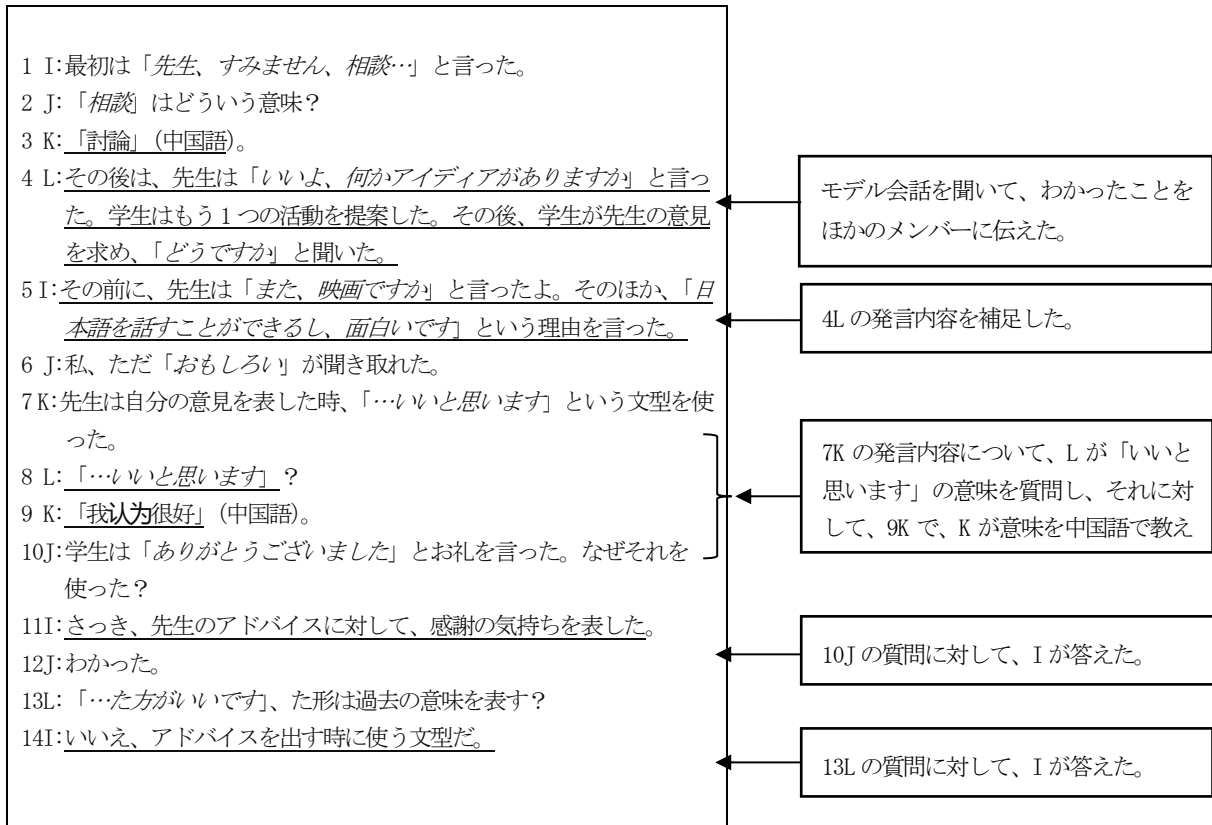 1 I:最初は「先生、すみません、相談…」と言った。
2 J:「相談」はどういう意味?
3 K:「討論」(中国語)。
4 L:その後は、先生は「いいよ、何かアイディアがありますか」と言っ
た。学生はもう1つの活動を提案した。その後、学生が先生の意見
を求め、「どうですか」と聞いた。
5 I:その前に、先生は「また、映画ですか」と言ったよ。そのほか、「日
本語を話すことができるし、面白いです」という理由を言った。
6 J:私、ただ「おもしろい」が聞き取れた。
7 K:先生は自分の意見を表した時、「…いいと思います」という文型を使
った。
8 L:「…いいと思います」?
9 K:「我认为很好」(中国語)。
10J:学生は「ありがとうございました」とお礼を言った。なぜそれを
使った?
11I:さっき、先生のアドバイスに対して、感謝の気持ちを表した。
12J:わかった。
13L:「…た方がいいです」、た形は過去の意味を表す?
14I:いいえ、アドバイスを出す時に使う文型だ。
モデル会話を聞いて、わかったことを
ほかのメンバーに伝えた。
4L の発言内容を補足した。
7K の発言内容について、L が「いいと
思います」の意味を質問し、それに対
して、9K で、K が意味を中国語で教え
10J の質問に対して、I が答えた。
13L の質問に対して、I が答えた。